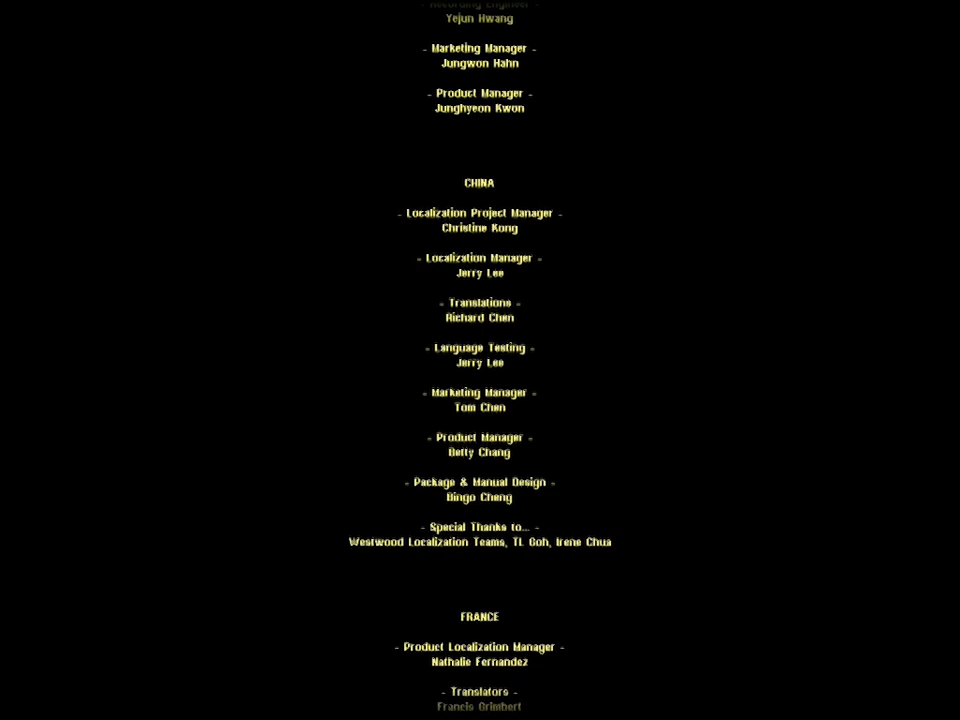 - Recording Engineer -
Yejun Hwang
- Marketing Manager -
Jungwon Hahn
- Product Manager -
Junghyeon Kwon
CHINA
- Localization Project Manager -
Christine Kong
- Localization Manager -
Jerry Lee
- Translations -
Richard Chen
- Language Testing -
Jerry Lee
- Marketing Manager -
Tom Chen
- Product Manager -
Betty Chang
- Package & Manual Design -
Bingo Cheng
- Special Thanks to... -
Westwood Localization Teams, TL Goh, Irene Chua
FRANCE
- Product Localization Manager -
Nathalie Fernandez
- Translators -
Francis Grimbert